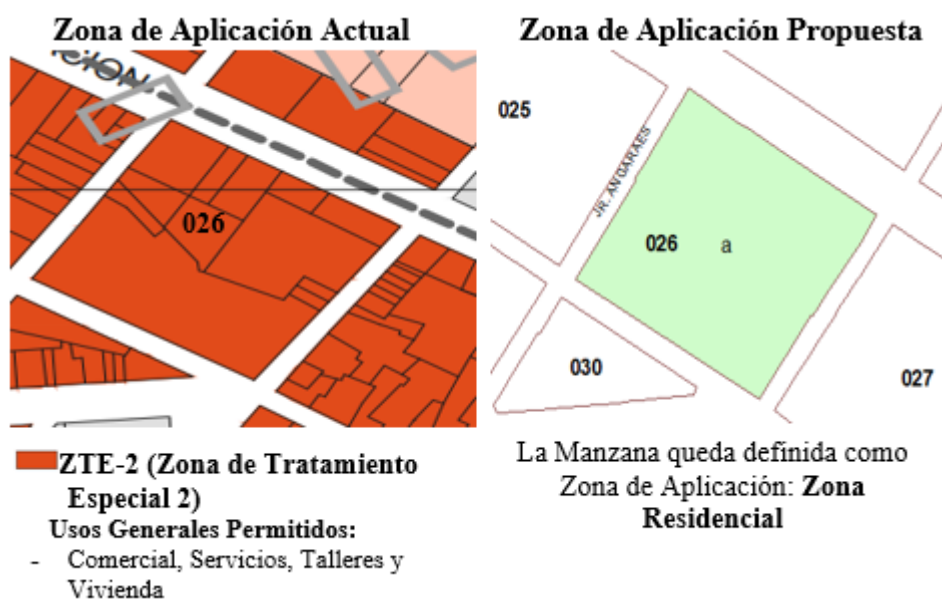 Zona de Aplicación Actual
Zona de Aplicación Propuesta
ICION
026
025
JR. ANGARAES
026
a
030
027
ZTE-2 (Zona de Tratamiento
Especial 2)
Usos Generales Permitidos:
- Comercial, Servicios, Talleres y
Vivienda
La Manzana queda definida como
Zona de Aplicación: Zona
Residencial